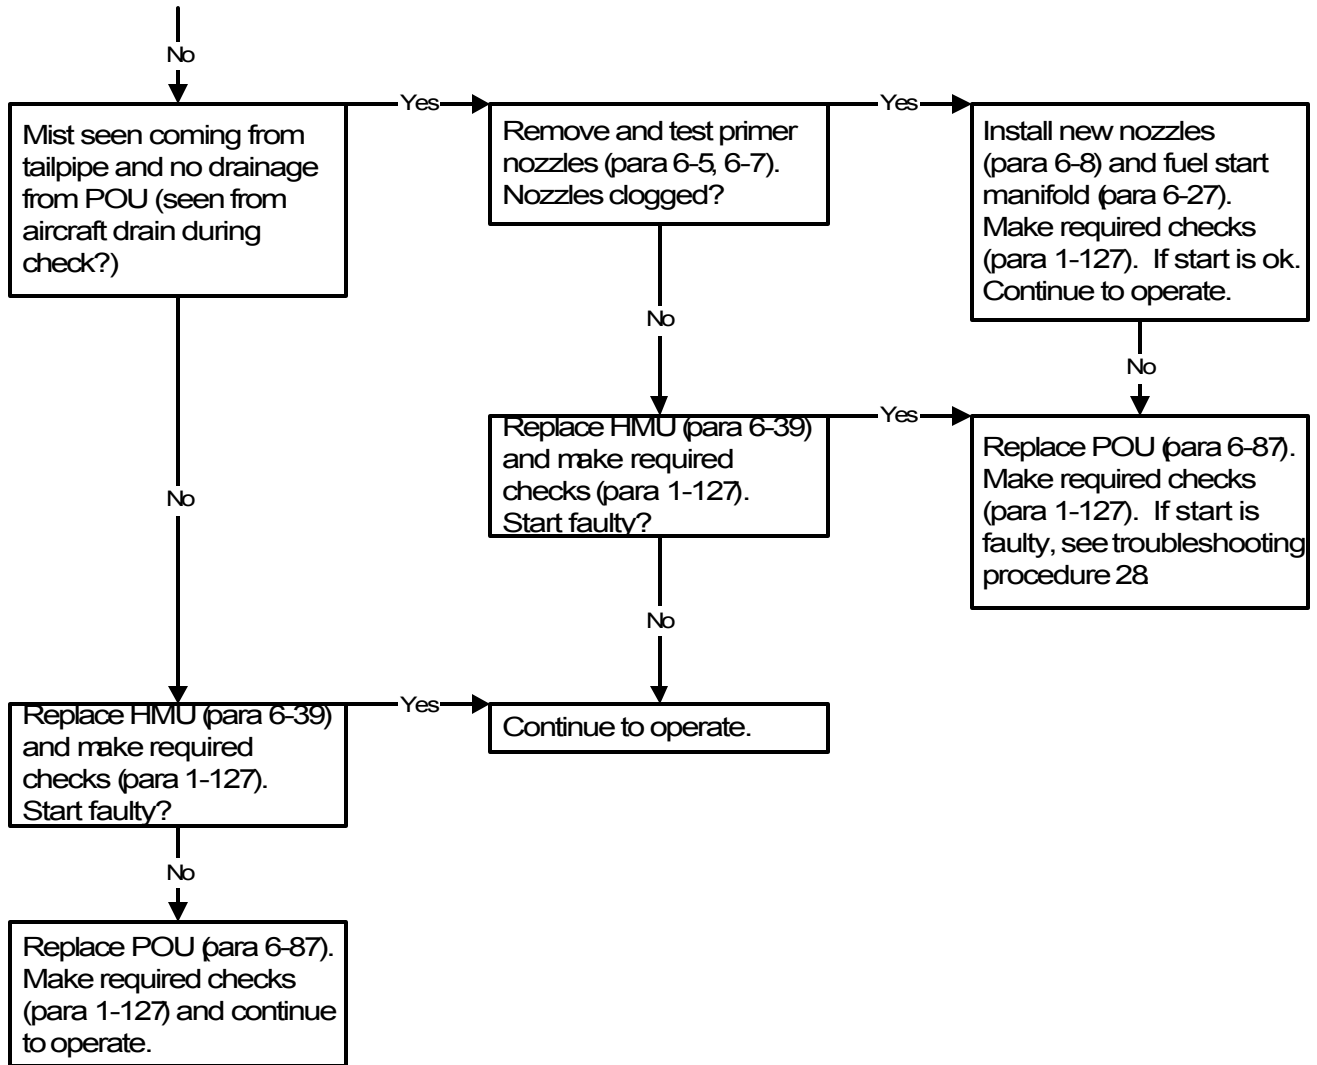 No
Mist seen coming from
tailpipe and no drainage
from POU (seen from
aircraft drain during
check?)
Yes
Remove and test primer
nozzles (para 6-5, 6-7).
Nozzles clogged?
Yes
Install new nozzles
(para 6-8) and fuel start
manifold (para 6-27).
Make required checks
(para 1-127).  If start is ok.
Continue to operate.
No
No
Replace HMU (para 6-39)
and make required
checks (para 1-127).
Start faulty?
Yes
Replace POU (para 6-87).
Make required checks
(para 1-127).  If start is
faulty, see troubleshooting
procedure 28.
No
No
Replace HMU (para 6-39)
and make required
checks (para 1-127).
Start faulty?
Yes
Continue to operate.
No
Replace POU (para 6-87).
Make required checks
(para 1-127) and continue
to operate.